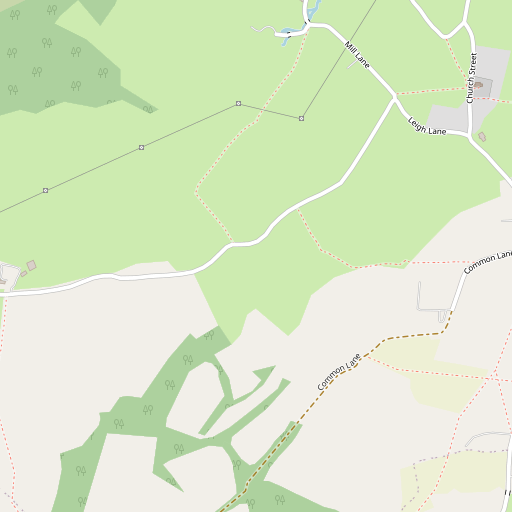 Mill Lane
Church Street
Leigh Lane
Common Lane
Common Lane